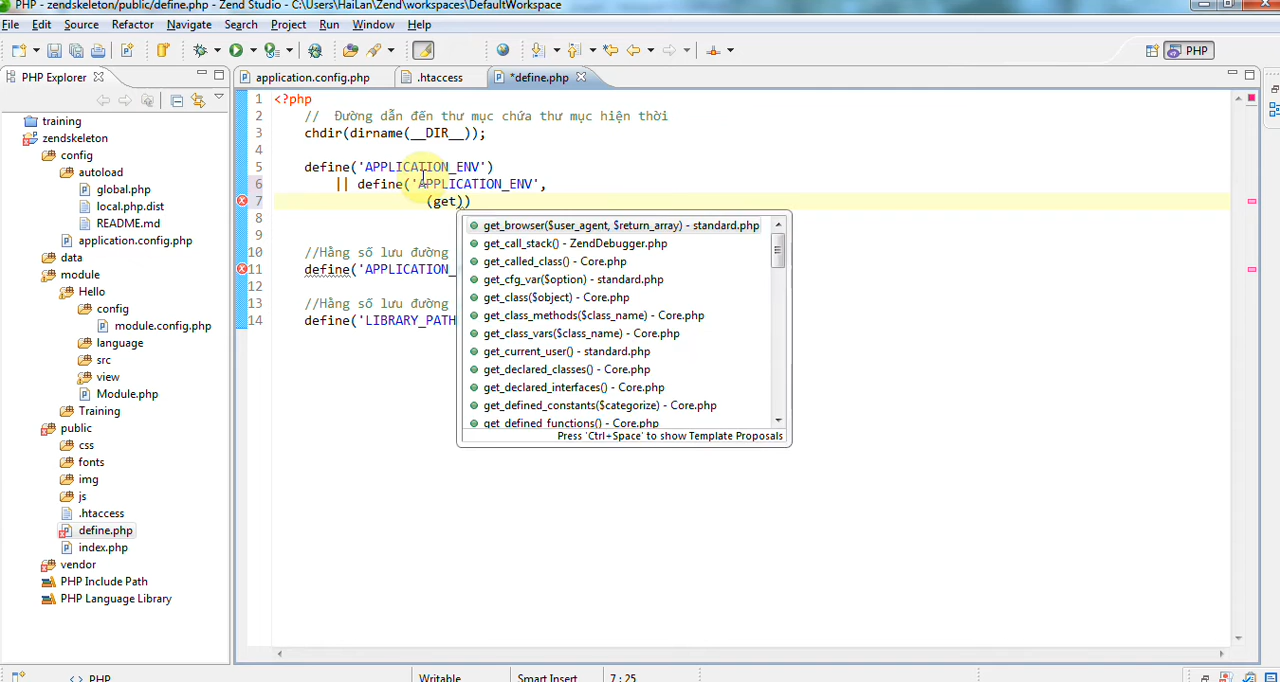 PHP - zendskeleton/public/define.php - Zend Studio - C:\Users\HaiLan\Zend\workspaces\DefaultWorkspace
File Edit Source Refactor Navigate Search Project Run Window Help
PHP
PHP Explorer
application.config.php
.htaccess
*define.php
training
zendskeleton
config
autoload
global.php
local.php.dist
README.md
application.config.php
data
module
Hello
config
module.config.php
language
src
view
Module.php
Training
public
css
fonts
img
js
.htaccess
define.php
index.php
vendor
PHP Include Path
PHP Language Library
1 <?php
2 // Đường dẫn đến thư mục chứa thư mục hiện thời
3 chdir(dirname(__DIR__));
4
5 define('APPLICATION_ENV')
6 || define('APPLICATION_ENV',
7 (get))
8
9
10 //Hằng số lưu đường
11 define('APPLICATION_
12
13 //Hằng số lưu đường
14 define('LIBRARY_PATH
get_browser($user_agent, $return_array) - standard.php
get_call_stack() - ZendDebugger.php
get_called_class() - Core.php
get_cfg_var($option) - standard.php
get_class($object) - Core.php
get_class_methods($class_name) - Core.php
get_class_vars($class_name) - Core.php
get_current_user() - standard.php
get_declared_classes() - Core.php
get_declared_interfaces() - Core.php
get_defined_constants($categorize) - Core.php
get_defined_functions() - Core.php
Press 'Ctrl+Space' to show Template Proposals
PHP
Writable
Smart Insert
7 : 25